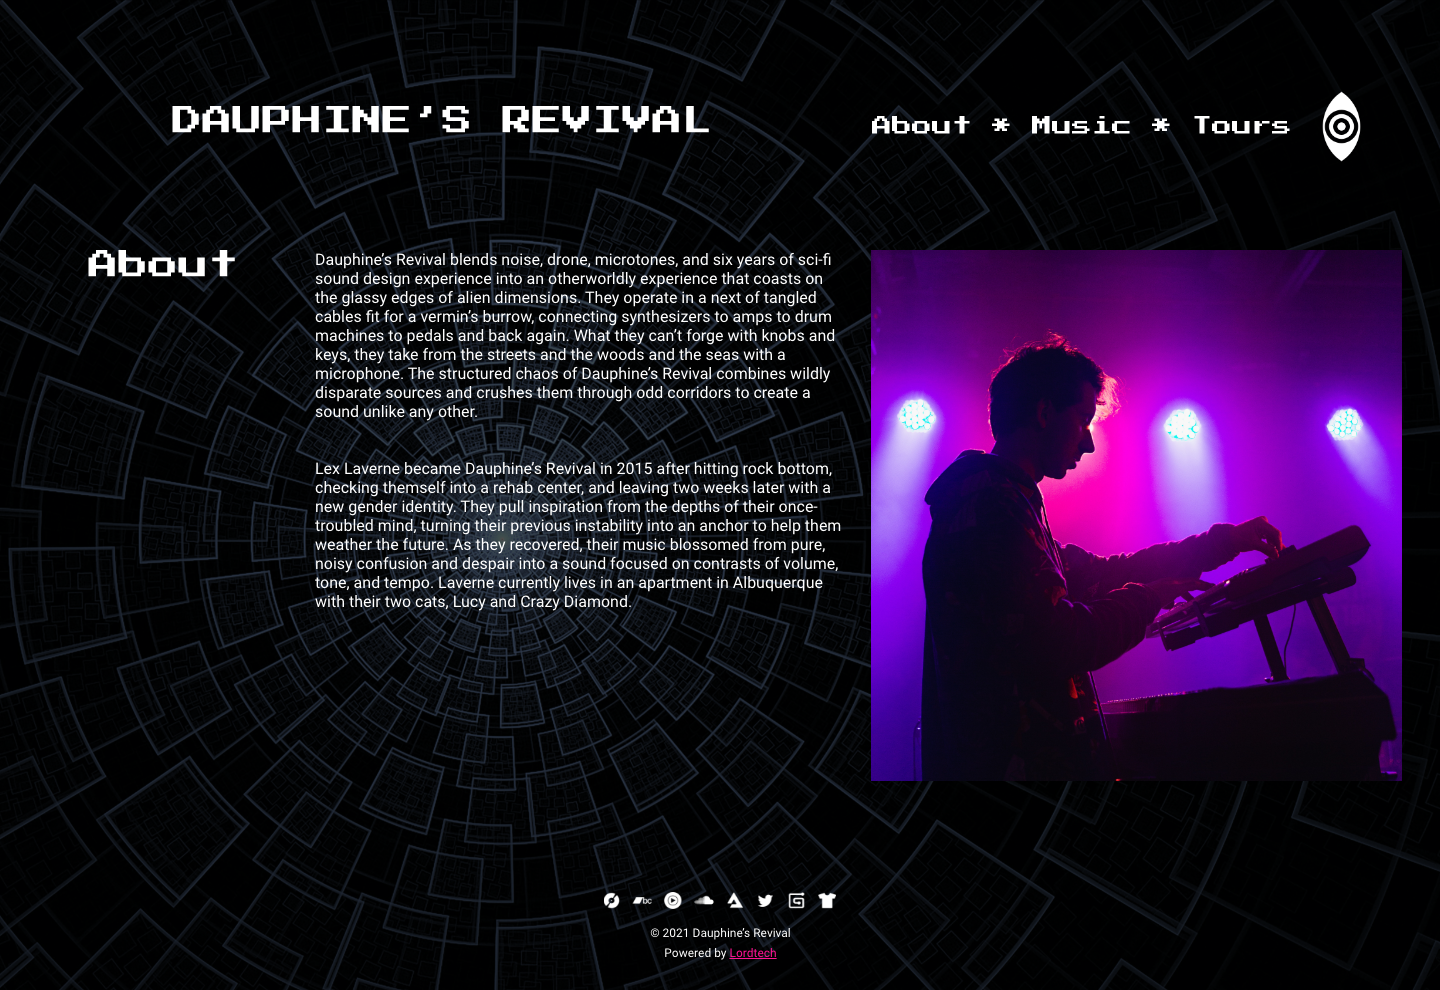 DAUPHINE’S REVIVAL
About * Music * Tours
About
Dauphine’s Revival blends noise, drone, microtones, and six years of sci-fi
sound design experience into an otherworldly experience that coasts on
the glassy edges of alien dimensions. They operate in a next of tangled
cables fit for a vermin’s burrow, connecting synthesizers to amps to drum
machines to pedals and back again. What they can’t forge with knobs and
keys, they take from the streets and the woods and the seas with a
microphone. The structured chaos of Dauphine’s Revival combines wildly
disparate sources and crushes them through odd corridors to create a
sound unlike any other.
Lex Laverne became Dauphine’s Revival in 2015 after hitting rock bottom,
checking themself into a rehab center, and leaving two weeks later with a
new gender identity. They pull inspiration from the depths of their once-
troubled mind, turning their previous instability into an anchor to help them
weather the future. As they recovered, their music blossomed from pure,
noisy confusion and despair into a sound focused on contrasts of volume,
tone, and tempo. Laverne currently lives in an apartment in Albuquerque
with their two cats, Lucy and Crazy Diamond.
bc
© 2021 Dauphine’s Revival
Powered by Lordtech